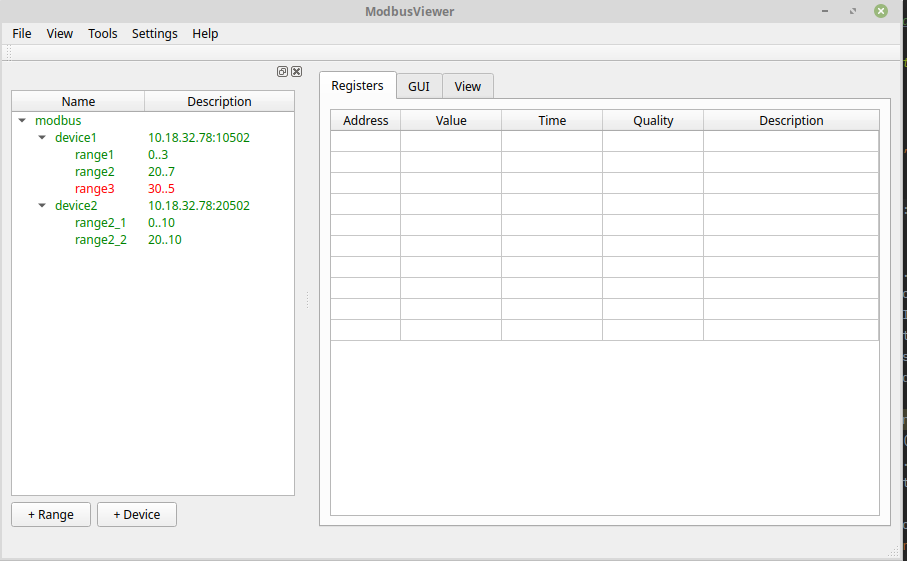 ModbusViewer
File View Tools Settings Help
Name Description
modbus
device1 10.18.32.78:10502
range1 0..3
range2 20..7
range3 30..5
device2 10.18.32.78:20502
range2_1 0..10
range2_2 20..10
+ Range + Device
Registers GUI View
Address Value Time Quality Description